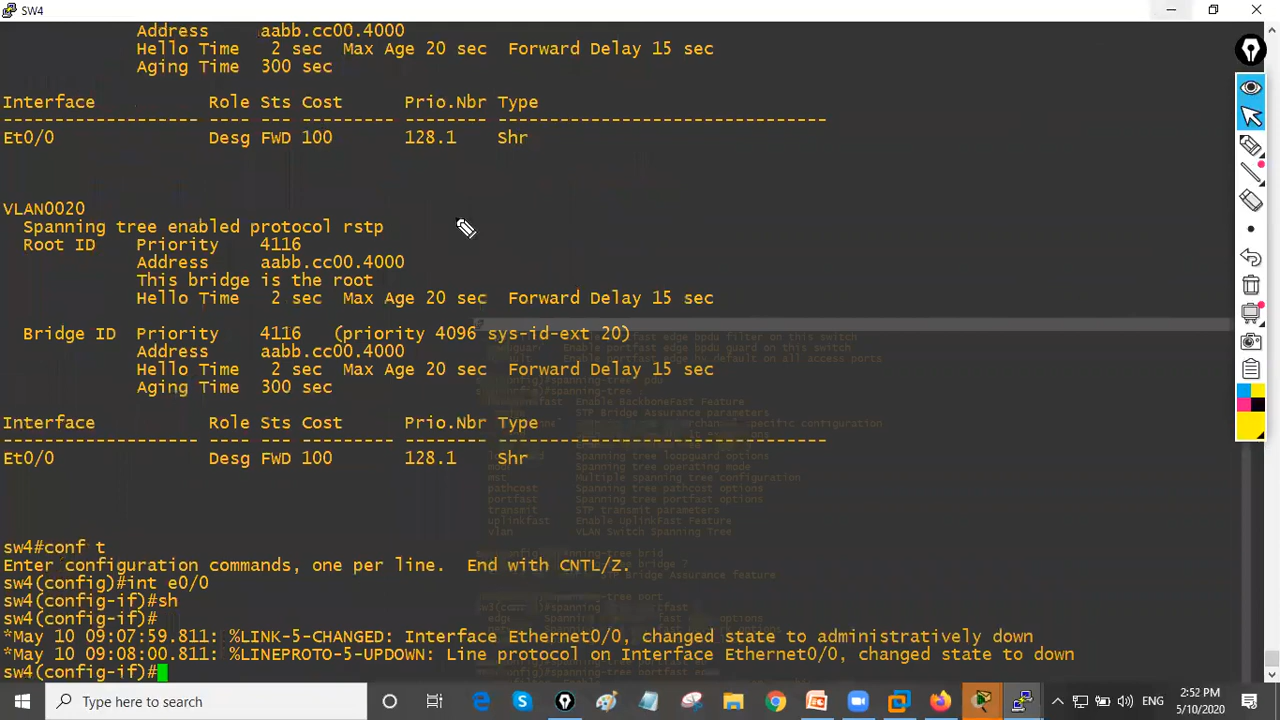 SW4
Address     aabb.cc00.4000
Hello Time   2 sec  Max Age 20 sec  Forward Delay 15 sec
Aging Time  300 sec
Interface           Role Sts Cost      Prio.Nbr Type
------------------- ---- --- --------- -------- --------------------------------
Et0/0               Desg FWD 100       128.1    Shr
VLAN0020
Spanning tree enabled protocol rstp
Root ID    Priority    4116
Address     aabb.cc00.4000
This bridge is the root
Hello Time   2 sec  Max Age 20 sec  Forward Delay 15 sec
Bridge ID  Priority    4116   (priority 4096 sys-id-ext 20)
Address     aabb.cc00.4000
Hello Time   2 sec  Max Age 20 sec  Forward Delay 15 sec
Aging Time  300 sec
Interface           Role Sts Cost      Prio.Nbr Type
------------------- ---- --- --------- -------- --------------------------------
Et0/0               Desg FWD 100       128.1    Shr
sw4#conf t
Enter configuration commands, one per line.  End with CNTL/Z.
sw4(config)#int e0/0
sw4(config-if)#sh
sw4(config-if)#
*May 10 09:07:59.811: %LINK-5-CHANGED: Interface Ethernet0/0, changed state to administratively down
*May 10 09:08:00.811: %LINEPROTO-5-UPDOWN: Line protocol on Interface Ethernet0/0, changed state to down
sw4(config-if)#
Type here to search
ENG
2:52 PM
5/10/2020